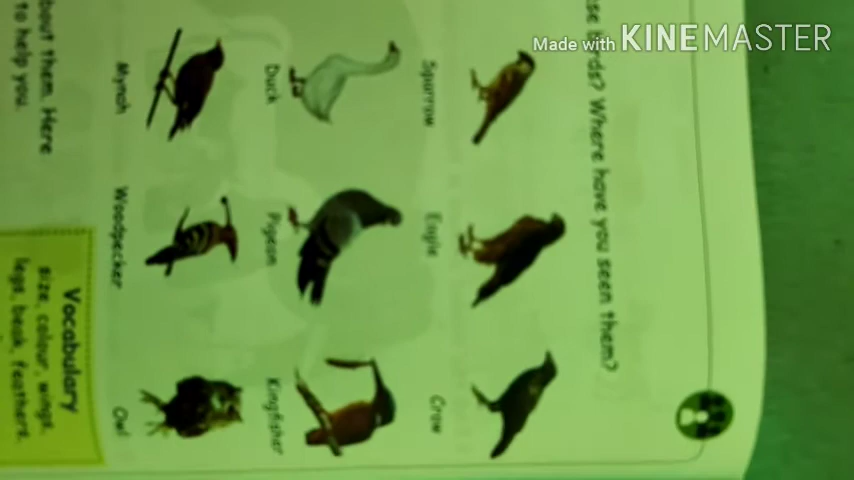 Made with KINEMASTER
se birds? Where have you seen them?
Sparrow Eagle Crow
Duck Pigeon Kingfisher
Mynah Woodpecker Owl
bout them. Here
to help you.
Vocabulary
size, colour, wings,
legs, beak, feathers,